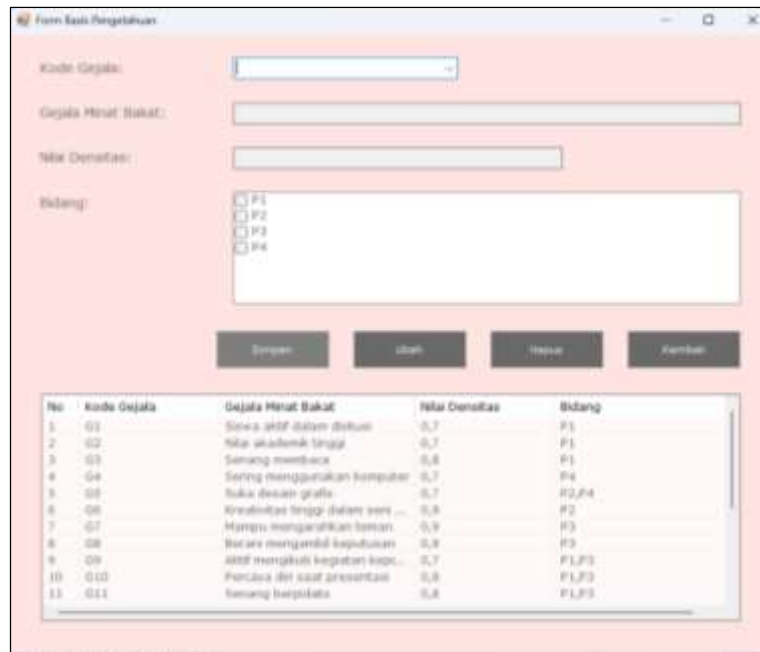 Form Basis Pengetahuan
Kode Gejala:
Gejala Minat Bakat:
Nilai Densitas:
Bidang:
P1
P2
P3
P4
Simpan Ubah Hapus Kembali
No Kode Gejala Gejala Minat Bakat Nilai Densitas Bidang
1 G1 Siswa aktif dalam diskusi 0,7 P1
2 G2 Nilai akademik tinggi 0,7 P1
3 G3 Senang membaca 0,8 P1
4 G4 Sering menggunakan komputer 0,7 P4
5 G5 Suka desain grafis 0,7 P2,P4
6 G6 Kreativitas tinggi dalam seni ... 0,9 P2
7 G7 Mampu mengarahkan teman 0,9 P3
8 G8 Berani mengambil keputusan 0,9 P3
9 G9 Aktif mengikuti kegiatan kepe... 0,7 P1,P3
10 G10 Percaya diri saat presentasi 0,8 P1,P3
11 G11 Senang berpidato 0,8 P1,P3